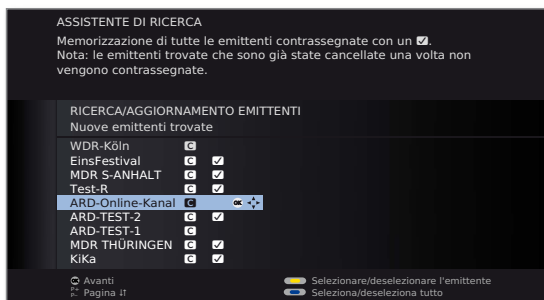 ASSISTENTE DI RICERCA
Memorizzazione di tutte le emittenti contrassegnate con un ☑.
Nota: le emittenti trovate che sono già state cancellate una volta non
vengono contrassegnate.
RICERCA/AGGIORNAMENTO EMITTENTI
Nuove emittenti trovate
WDR-Köln C
EinsFestival C ☑
MDR S-ANHALT C ☑
Test-R C ☑
ARD-Online-Kanal C OK
ARD-TEST-2 C ☑
ARD-TEST-1 C
MDR THÜRINGEN C ☑
KiKa C ☑
OK Avanti
Selezionare/deselezionare l'emittente
P+ P- Pagina ↓↑
Seleziona/deseleziona tutto